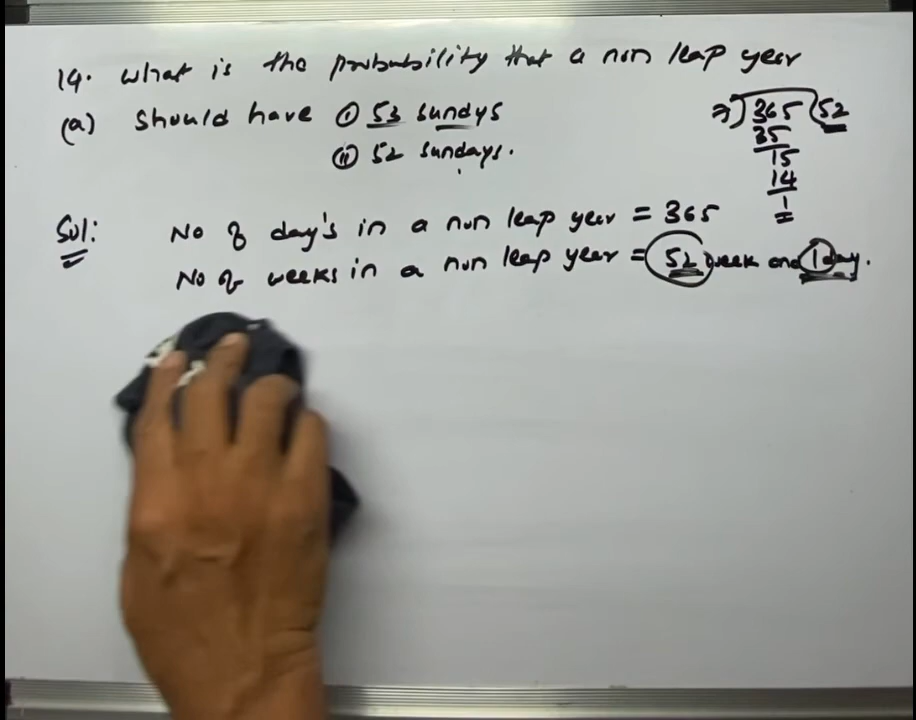 14. What is the probability that a non leap year
(a) Should have (i) 53 sundys
(ii) 52 sundays.
7) 365 (52
35
15
14
1
Sol: No of day's in a non leap year = 365
No of weeks in a non leap year = 52 week and 1 day.